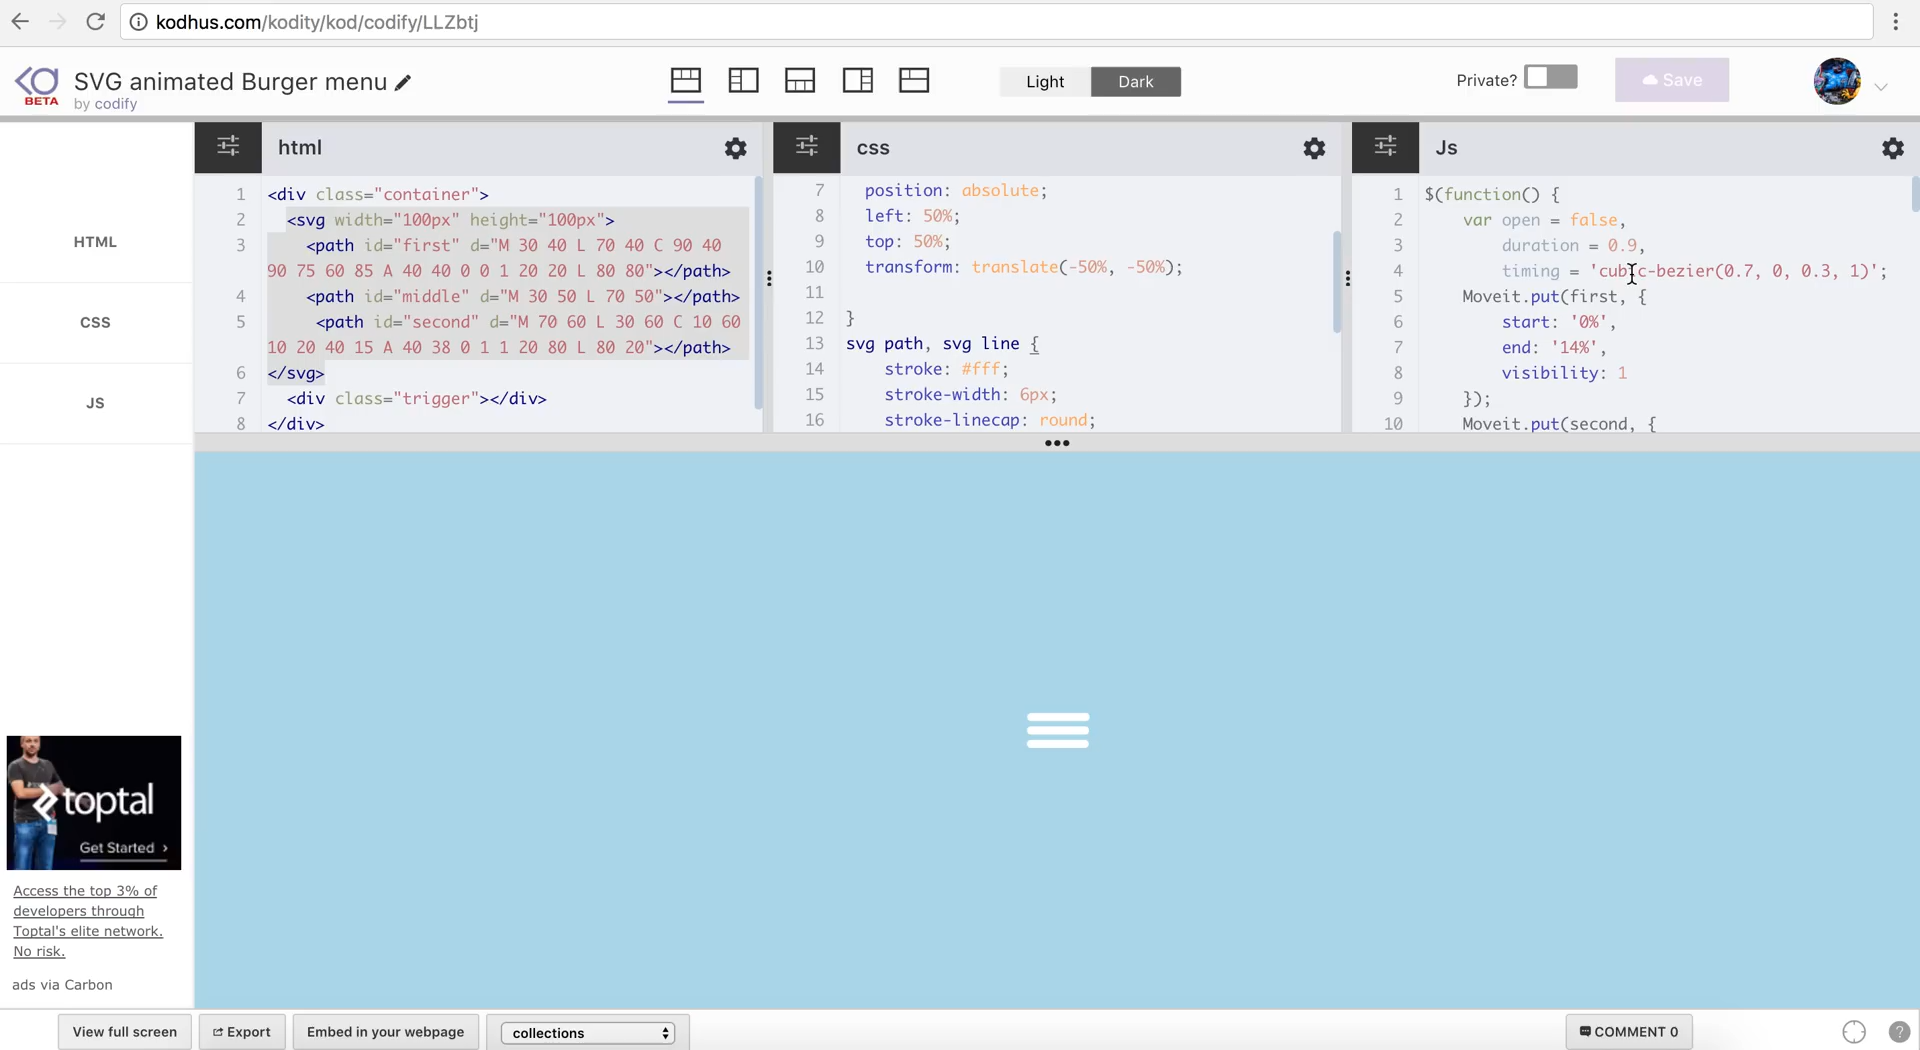 kodhus.com/kodity/kod/codify/LLZbtj
BETA
SVG animated Burger menu
by codify
Light
Dark
Private?
Save
HTML
CSS
JS
html
1 <div class="container">
2 <svg width="100px" height="100px">
3 <path id="first" d="M 30 40 L 70 40 C 90 40
90 75 60 85 A 40 40 0 0 1 20 20 L 80 80"></path>
4 <path id="middle" d="M 30 50 L 70 50"></path>
5 <path id="second" d="M 70 60 L 30 60 C 10 60
10 20 40 15 A 40 38 0 1 1 20 80 L 80 20"></path>
6 </svg>
7 <div class="trigger"></div>
8 </div>
css
7 position: absolute;
8 left: 50%;
9 top: 50%;
10 transform: translate(-50%, -50%);
11
12 }
13 svg path, svg line {
14 stroke: #fff;
15 stroke-width: 6px;
16 stroke-linecap: round;
Js
1 $(function() {
2 var open = false,
3 duration = 0.9,
4 timing = 'cubic-bezier(0.7, 0, 0.3, 1)';
5 Moveit.put(first, {
6 start: '0%',
7 end: '14%',
8 visibility: 1
9 });
10 Moveit.put(second, {
toptal
Get Started ›
Access the top 3% of
developers through
Toptal's elite network.
No risk.
ads via Carbon
View full screen
Export
Embed in your webpage
collections
COMMENT 0
?